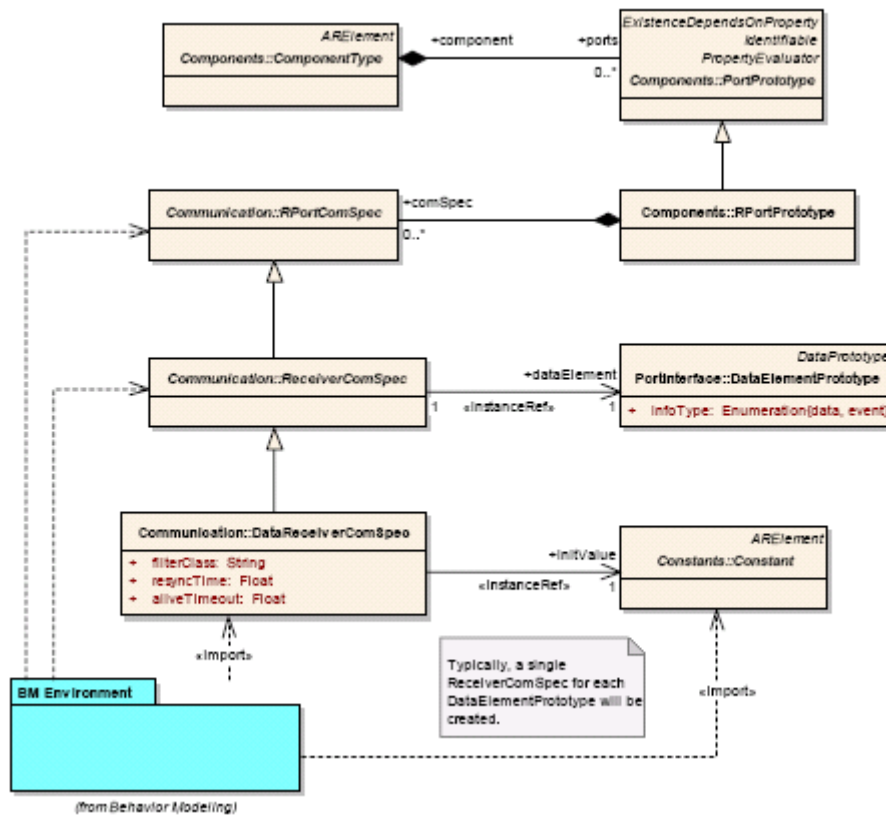 ARElement
Components::ComponentType
+component
+ports
0..*
ExistenceDependsOnProperty
Identifiable
PropertyEvaluator
Components::PortPrototype
Communication::RPortComSpec
+comSpec
0..*
Components::RPortPrototype
Communication::ReceiverComSpec
+dataElement
1
«InstanceRef»
1
DataPrototype
PortInterface::DataElementPrototype
+ infoType: Enumeration{data, event}
Communication::DataReceiverComSpec
+ filterClass: String
+ resyncTime: Float
+ aliveTimeout: Float
+initValue
«InstanceRef»
1
ARElement
Constants::Constant
«import»
Typically, a single
ReceiverComSpec for each
DataElementPrototype will be
created.
«import»
BM Environment
(from Behavior Modeling)